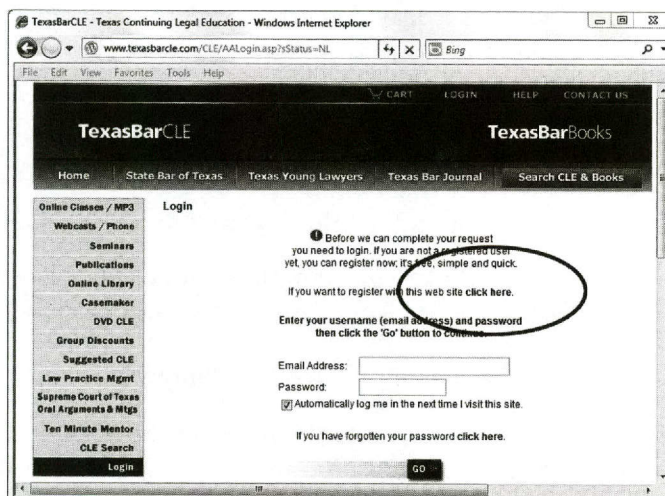 TexasBarCLE - Texas Continuing Legal Education - Windows Internet Explorer
www.texasbarcle.com/CLE/AALogin.asp?sStatus=NL
Bing
File Edit View Favorites Tools Help
CART LOGIN HELP CONTACT US
TexasBarCLE TexasBarBooks
Home State Bar of Texas Texas Young Lawyers Texas Bar Journal Search CLE & Books
Online Classes / MP3
Webcasts / Phone
Seminars
Publications
Online Library
Casemaker
DVD CLE
Group Discounts
Suggested CLE
Law Practice Mgmt
Supreme Court of Texas
Oral Arguments & Mtgs
Ten Minute Mentor
CLE Search
Login
Login
Before we can complete your request
you need to login. If you are not a registered user
yet, you can register now; it's free, simple and quick.
If you want to register with this web site click here.
Enter your username (email address) and password
then click the 'Go' button to continue.
Email Address:
Password:
Automatically log me in the next time I visit this site.
If you have forgotten your password click here.
GO